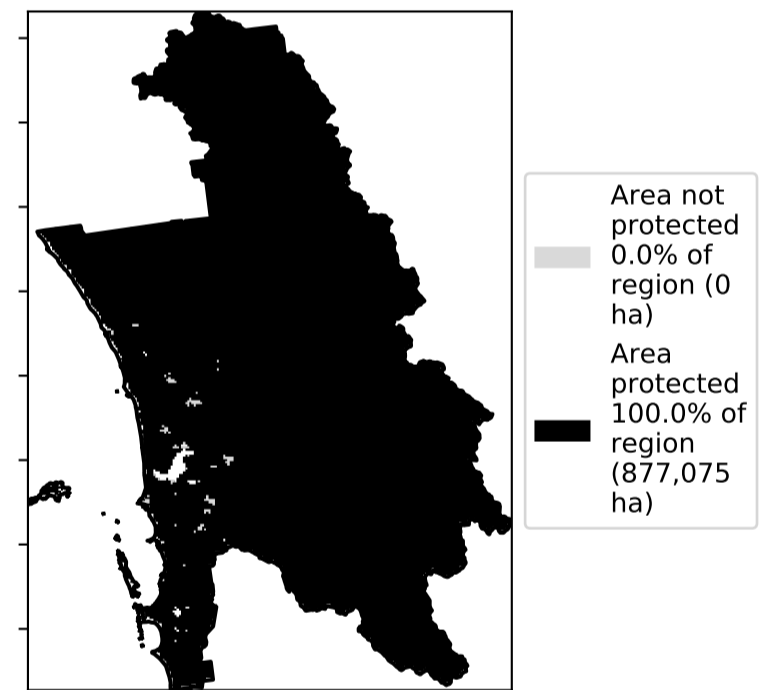 Area not
protected
0.0% of
region (0
ha)
Area
protected
100.0% of
region
(877,075
ha)